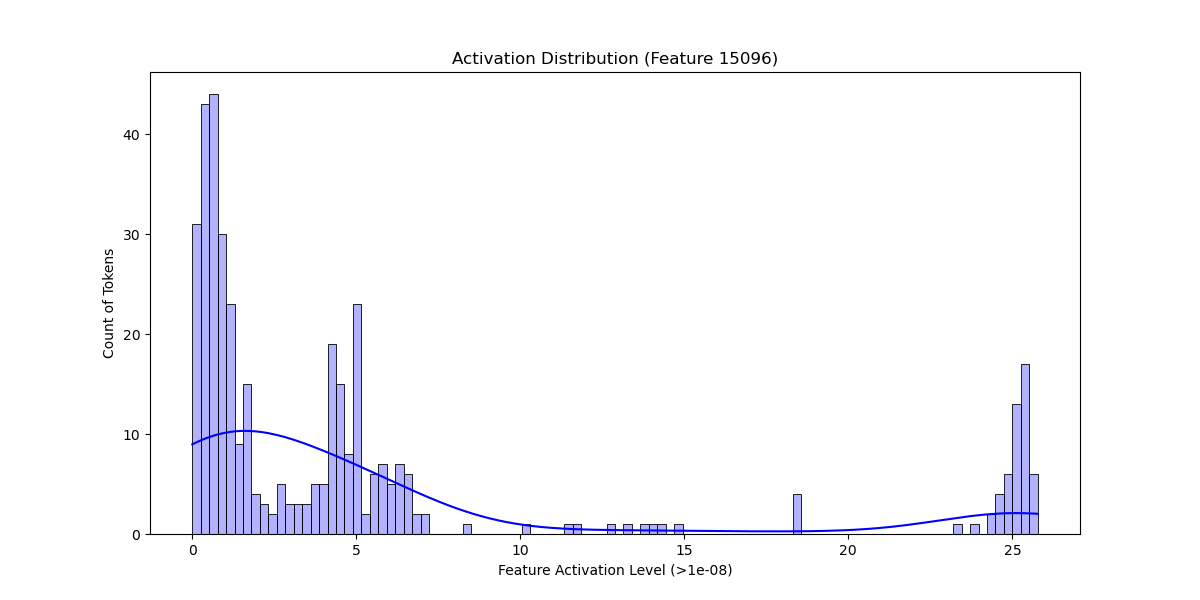 Activation Distribution (Feature 15096)
Count of Tokens
40
30
20
10
0
0 5 10 15 20 25
Feature Activation Level (>1e-08)